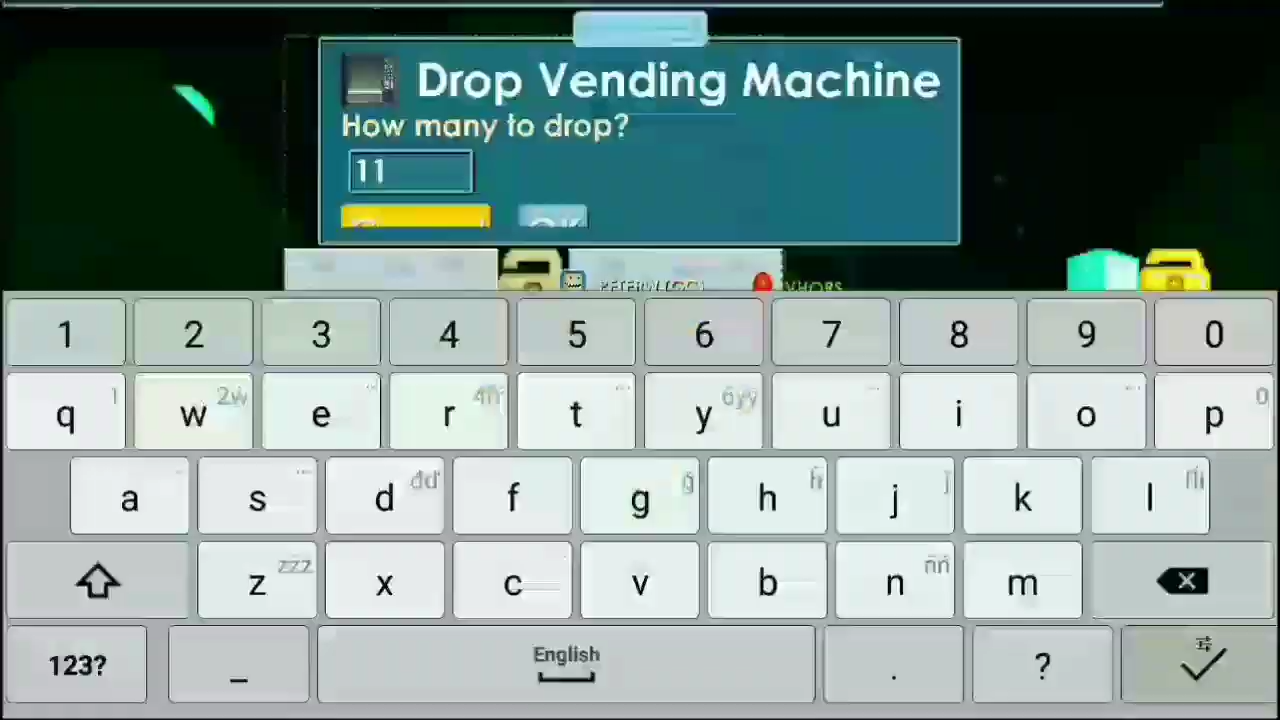 Drop Vending Machine
How many to drop?
11
OK
1 2 3 4 5 6 7 8 9 0
q w e r t y u i o p
a s d f g h j k l
z x c v b n m
123? _ English . ?